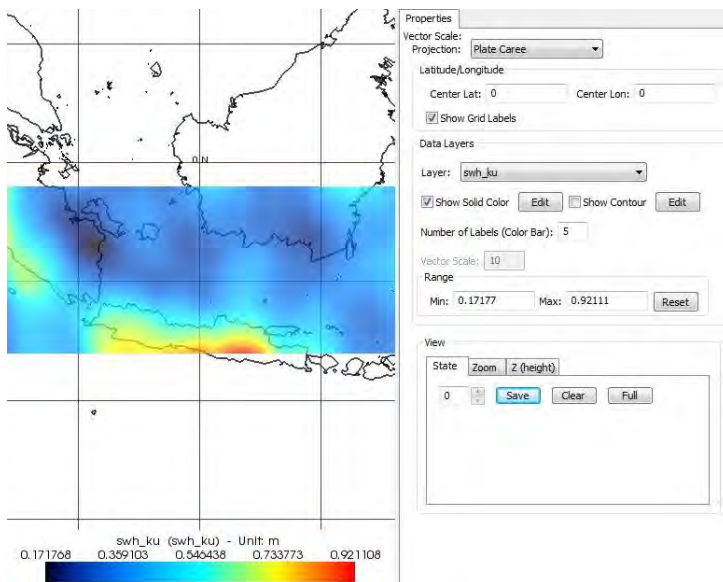 0 N
swh_ku (swh_ku) - Unit: m
0.171768 0.359103 0.546438 0.733773 0.921108
Properties
Vector Scale:
Projection: Plate Caree
Latitude/Longitude
Center Lat: 0 Center Lon: 0
Show Grid Labels
Data Layers
Layer: swh_ku
Show Solid Color Edit Show Contour Edit
Number of Labels (Color Bar): 5
Vector Scale: 10
Range
Min: 0.17177 Max: 0.92111 Reset
View
State Zoom Z (height)
0 Save Clear Full